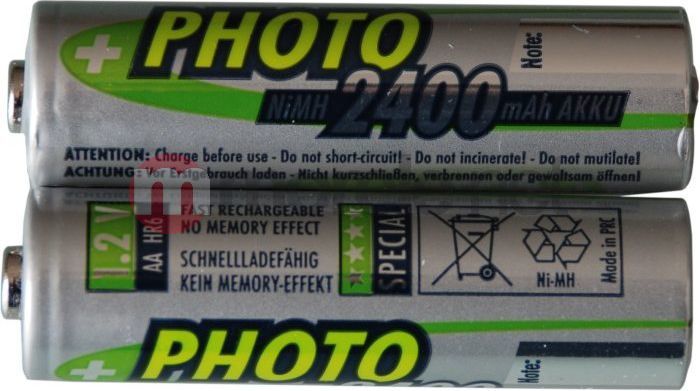 + PHOTO
Note:
NiMH 2400 mAh AKKU
ATTENTION: Charge before use - Do not short-circuit! - Do not incinerate! - Do not mutilate!
ACHTUNG: Vor Erstgebrauch laden - Nicht kurzschließen, verbrennen oder gewaltsam öffnen!
1.2 V
AA HR6
FAST RECHARGEABLE
NO MEMORY EFFECT
SCHNELLLADEFÄHIG
KEIN MEMORY-EFFEKT
SPECIAL
Ni-MH
Made in PRC
+ PHOTO
Note:
2400